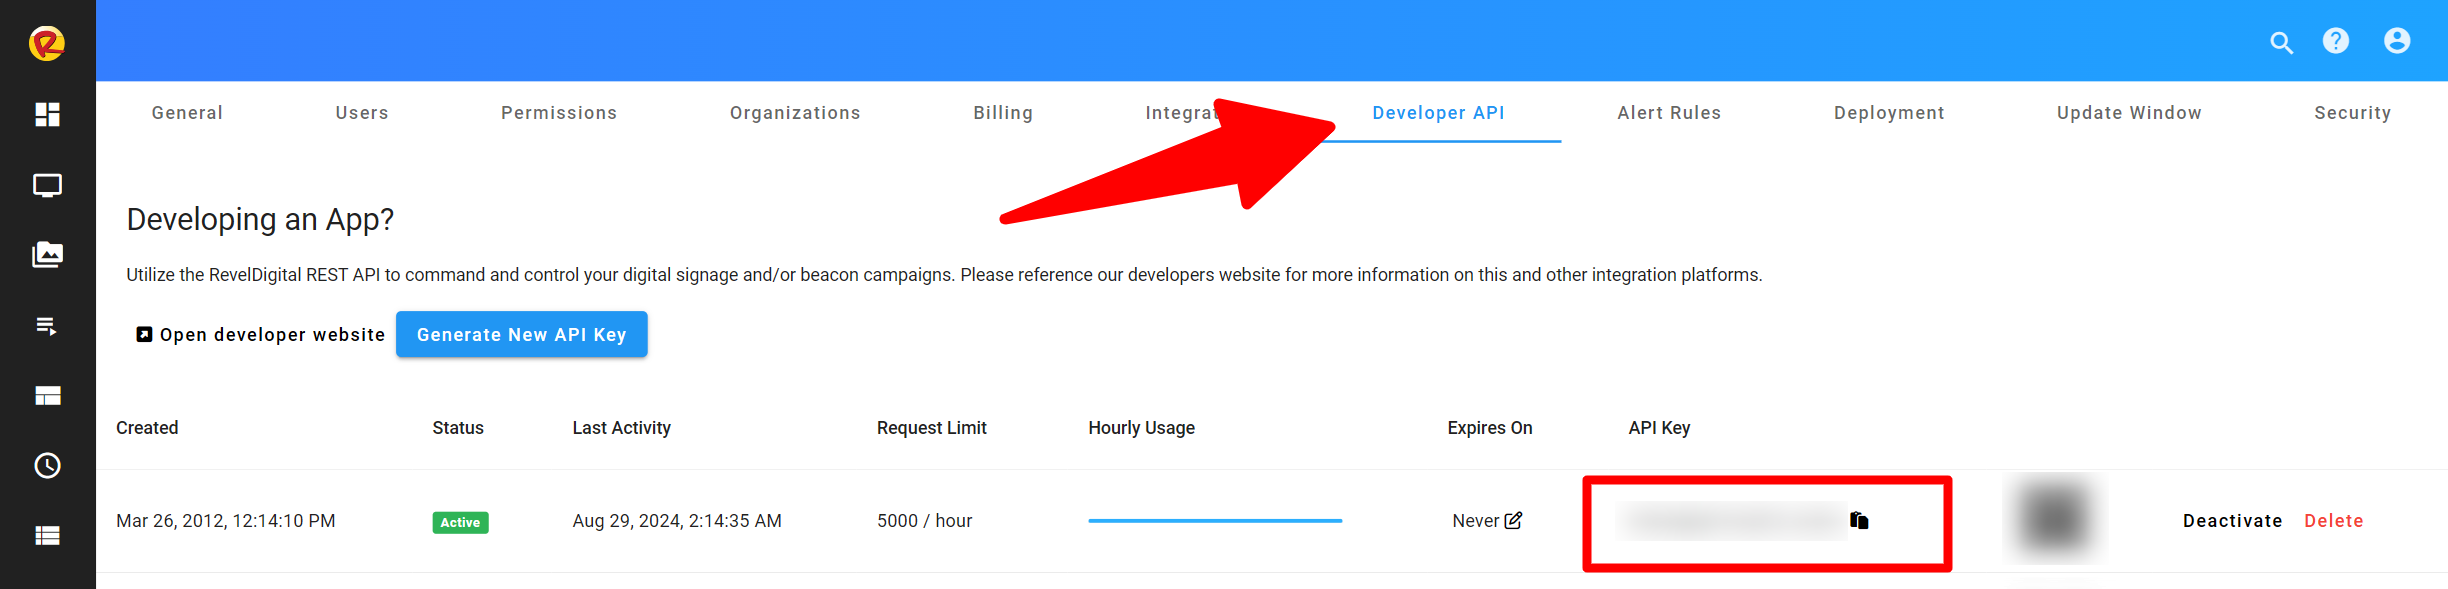 General Users Permissions Organizations Billing Developer API Alert Rules Deployment Update Window Security
Developing an App?
Utilize the RevelDigital REST API to command and control your digital signage and/or beacon campaigns. Please reference our developers website for more information on this and other integration platforms.
Open developer website Generate New API Key
Created Status Last Activity Request Limit Hourly Usage Expires On API Key
Mar 26, 2012, 12:14:10 PM Active Aug 29, 2024, 2:14:35 AM 5000 / hour Never Deactivate Delete